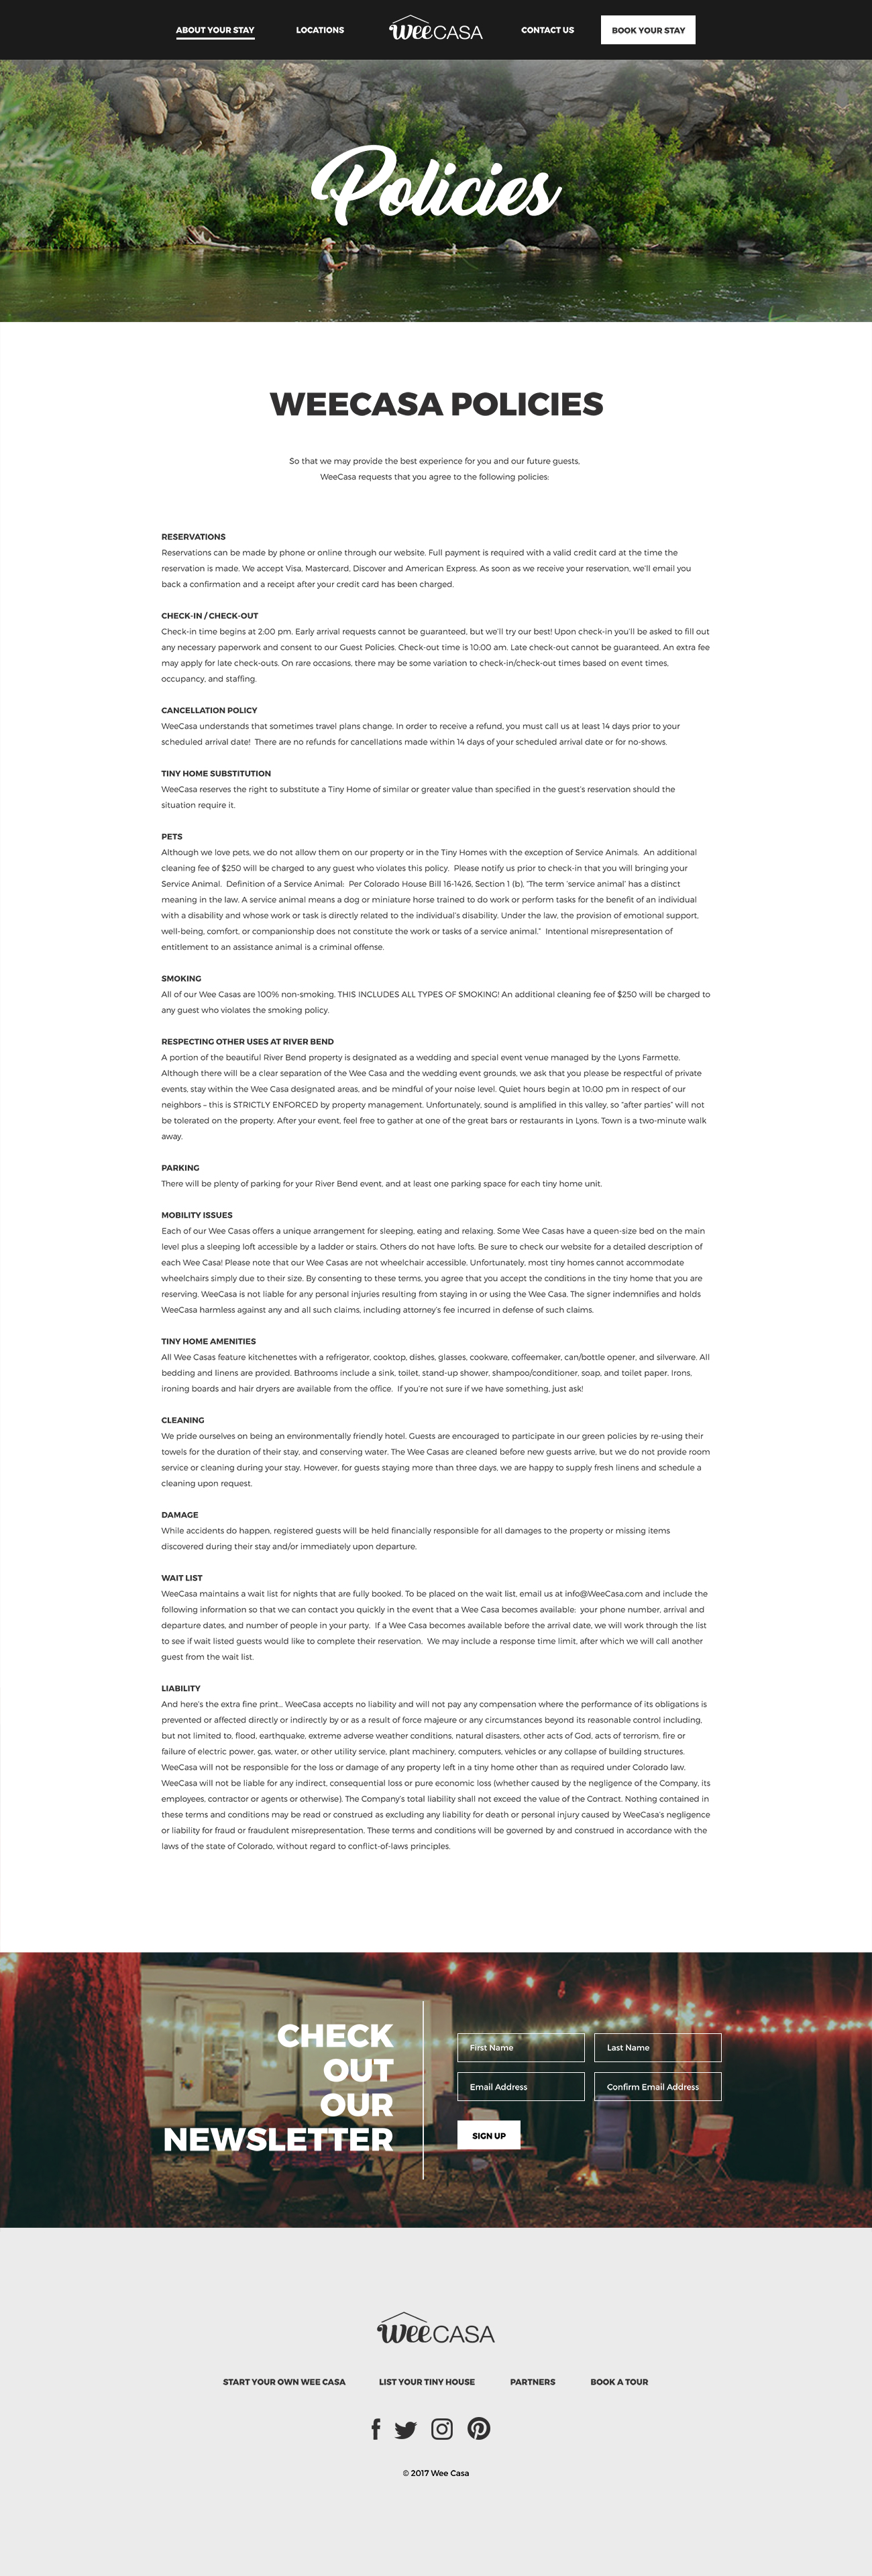 ABOUT YOUR STAY LOCATIONS WeeCASA CONTACT US BOOK YOUR STAY
Policies
WEECASA POLICIES
So that we may provide the best experience for you and our future guests,
WeeCasa requests that you agree to the following policies:
RESERVATIONS
Reservations can be made by phone or online through our website. Full payment is required with a valid credit card at the time the
reservation is made. We accept Visa, Mastercard, Discover and American Express. As soon as we receive your reservation, we'll email you
back a confirmation and a receipt after your credit card has been charged.
CHECK-IN / CHECK-OUT
Check-in time begins at 2:00 pm. Early arrival requests cannot be guaranteed, but we'll try our best! Upon check-in you'll be asked to fill out
any necessary paperwork and consent to our Guest Policies. Check-out time is 10:00 am. Late check-out cannot be guaranteed. An extra fee
may apply for late check-outs. On rare occasions, there may be some variation to check-in/check-out times based on event times,
occupancy, and staffing.
CANCELLATION POLICY
WeeCasa understands that sometimes travel plans change. In order to receive a refund, you must call us at least 14 days prior to your
scheduled arrival date! There are no refunds for cancellations made within 14 days of your scheduled arrival date or for no-shows.
TINY HOME SUBSTITUTION
WeeCasa reserves the right to substitute a Tiny Home of similar or greater value than specified in the guest's reservation should the
situation require it.
PETS
Although we love pets, we do not allow them on our property or in the Tiny Homes with the exception of Service Animals. An additional
cleaning fee of $250 will be charged to any guest who violates this policy. Please notify us prior to check-in that you will bringing your
Service Animal. Definition of a Service Animal: Per Colorado House Bill 16-1426, Section 1 (b), "The term 'service animal' has a distinct
meaning in the law. A service animal means a dog or miniature horse trained to do work or perform tasks for the benefit of an individual
with a disability and whose work or task is directly related to the individual's disability. Under the law, the provision of emotional support,
well-being, comfort, or companionship does not constitute the work or tasks of a service animal." Intentional misrepresentation of
entitlement to an assistance animal is a criminal offense.
SMOKING
All of our Wee Casas are 100% non-smoking. THIS INCLUDES ALL TYPES OF SMOKING! An additional cleaning fee of $250 will be charged to
any guest who violates the smoking policy.
RESPECTING OTHER USES AT RIVER BEND
A portion of the beautiful River Bend property is designated as a wedding and special event venue managed by the Lyons Farmette.
Although there will be a clear separation of the Wee Casa and the wedding event grounds, we ask that you please be respectful of private
events, stay within the Wee Casa designated areas, and be mindful of your noise level. Quiet hours begin at 10:00 pm in respect of our
neighbors – this is STRICTLY ENFORCED by property management. Unfortunately, sound is amplified in this valley, so "after parties" will not
be tolerated on the property. After your event, feel free to gather at one of the great bars or restaurants in Lyons. Town is a two-minute walk
away.
PARKING
There will be plenty of parking for your River Bend event, and at least one parking space for each tiny home unit.
MOBILITY ISSUES
Each of our Wee Casas offers a unique arrangement for sleeping, eating and relaxing. Some Wee Casas have a queen-size bed on the main
level plus a sleeping loft accessible by a ladder or stairs. Others do not have lofts. Be sure to check our website for a detailed description of
each Wee Casa! Please note that our Wee Casas are not wheelchair accessible. Unfortunately, most tiny homes cannot accommodate
wheelchairs simply due to their size. By consenting to these terms, you agree that you accept the conditions in the tiny home that you are
reserving. WeeCasa is not liable for any personal injuries resulting from staying in or using the Wee Casa. The signer indemnifies and holds
WeeCasa harmless against any and all such claims, including attorney's fee incurred in defense of such claims.
TINY HOME AMENITIES
All Wee Casas feature kitchenettes with a refrigerator, cooktop, dishes, glasses, cookware, coffeemaker, can/bottle opener, and silverware. All
bedding and linens are provided. Bathrooms include a sink, toilet, stand-up shower, shampoo/conditioner, soap, and toilet paper. Irons,
ironing boards and hair dryers are available from the office. If you're not sure if we have something, just ask!
CLEANING
We pride ourselves on being an environmentally friendly hotel. Guests are encouraged to participate in our green policies by re-using their
towels for the duration of their stay, and conserving water. The Wee Casas are cleaned before new guests arrive, but we do not provide room
service or cleaning during your stay. However, for guests staying more than three days, we are happy to supply fresh linens and schedule a
cleaning upon request.
DAMAGE
While accidents do happen, registered guests will be held financially responsible for all damages to the property or missing items
discovered during their stay and/or immediately upon departure.
WAIT LIST
WeeCasa maintains a wait list for nights that are fully booked. To be placed on the wait list, email us at info@WeeCasa.com and include the
following information so that we can contact you quickly in the event that a Wee Casa becomes available: your phone number, arrival and
departure dates, and number of people in your party. If a Wee Casa becomes available before the arrival date, we will work through the list
to see if wait listed guests would like to complete their reservation. We may include a response time limit, after which we will call another
guest from the wait list.
LIABILITY
And here's the extra fine print... WeeCasa accepts no liability and will not pay any compensation where the performance of its obligations is
prevented or affected directly or indirectly by or as a result of force majeure or any circumstances beyond its reasonable control including,
but not limited to, flood, earthquake, extreme adverse weather conditions, natural disasters, other acts of God, acts of terrorism, fire or
failure of electric power, gas, water, or other utility service, plant machinery, computers, vehicles or any collapse of building structures.
WeeCasa will not be responsible for the loss or damage of any property left in a tiny home other than as required under Colorado law.
WeeCasa will not be liable for any indirect, consequential loss or pure economic loss (whether caused by the negligence of the Company, its
employees, contractor or agents or otherwise). The Company's total liability shall not exceed the value of the Contract. Nothing contained in
these terms and conditions may be read or construed as excluding any liability for death or personal injury caused by WeeCasa's negligence
or liability for fraud or fraudulent misrepresentation. These terms and conditions will be governed by and construed in accordance with the
laws of the state of Colorado, without regard to conflict-of-laws principles.
CHECK
OUT
OUR
NEWSLETTER
First Name Last Name
Email Address Confirm Email Address
SIGN UP
WeeCASA
START YOUR OWN WEE CASA LIST YOUR TINY HOUSE PARTNERS BOOK A TOUR
© 2017 Wee Casa